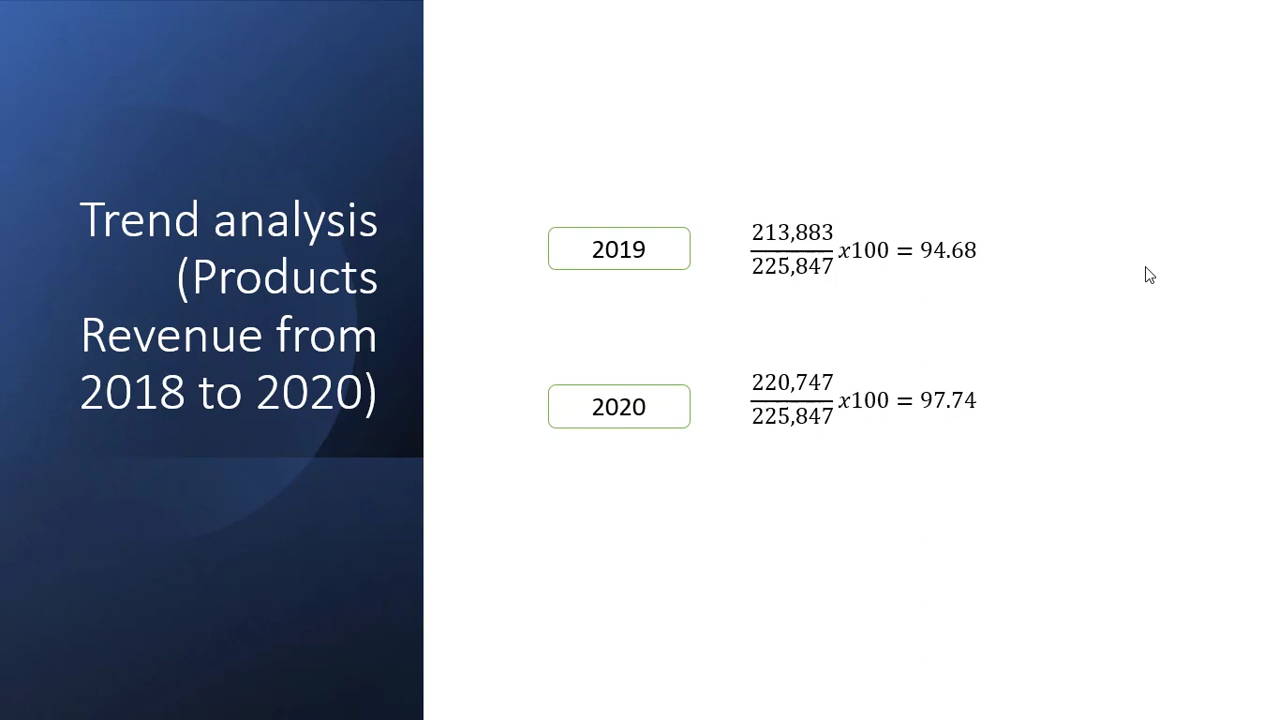 Trend analysis
(Products
Revenue from
2018 to 2020)
2019
213,883
225,847 x100 = 94.68
2020
220,747
225,847 x100 = 97.74